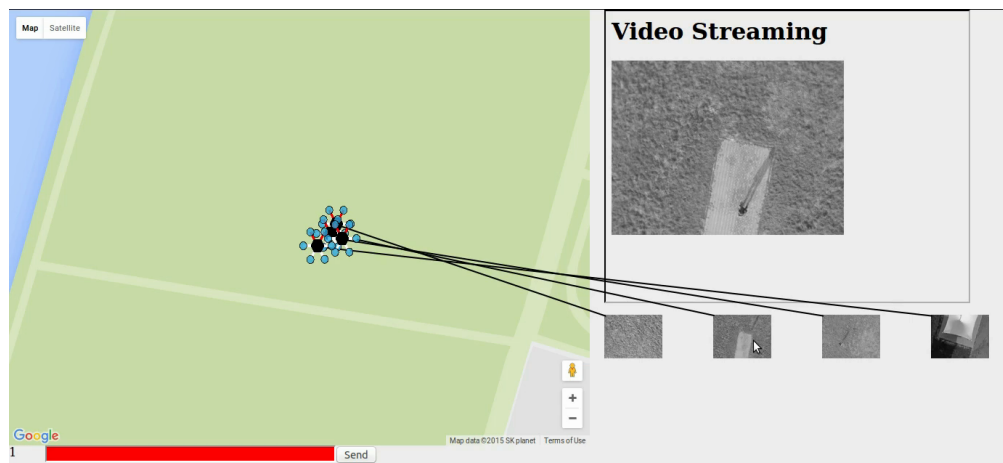 Map Satellite
Video Streaming
+
−
Google
Map data ©2015 SK planet Terms of Use
1
Send